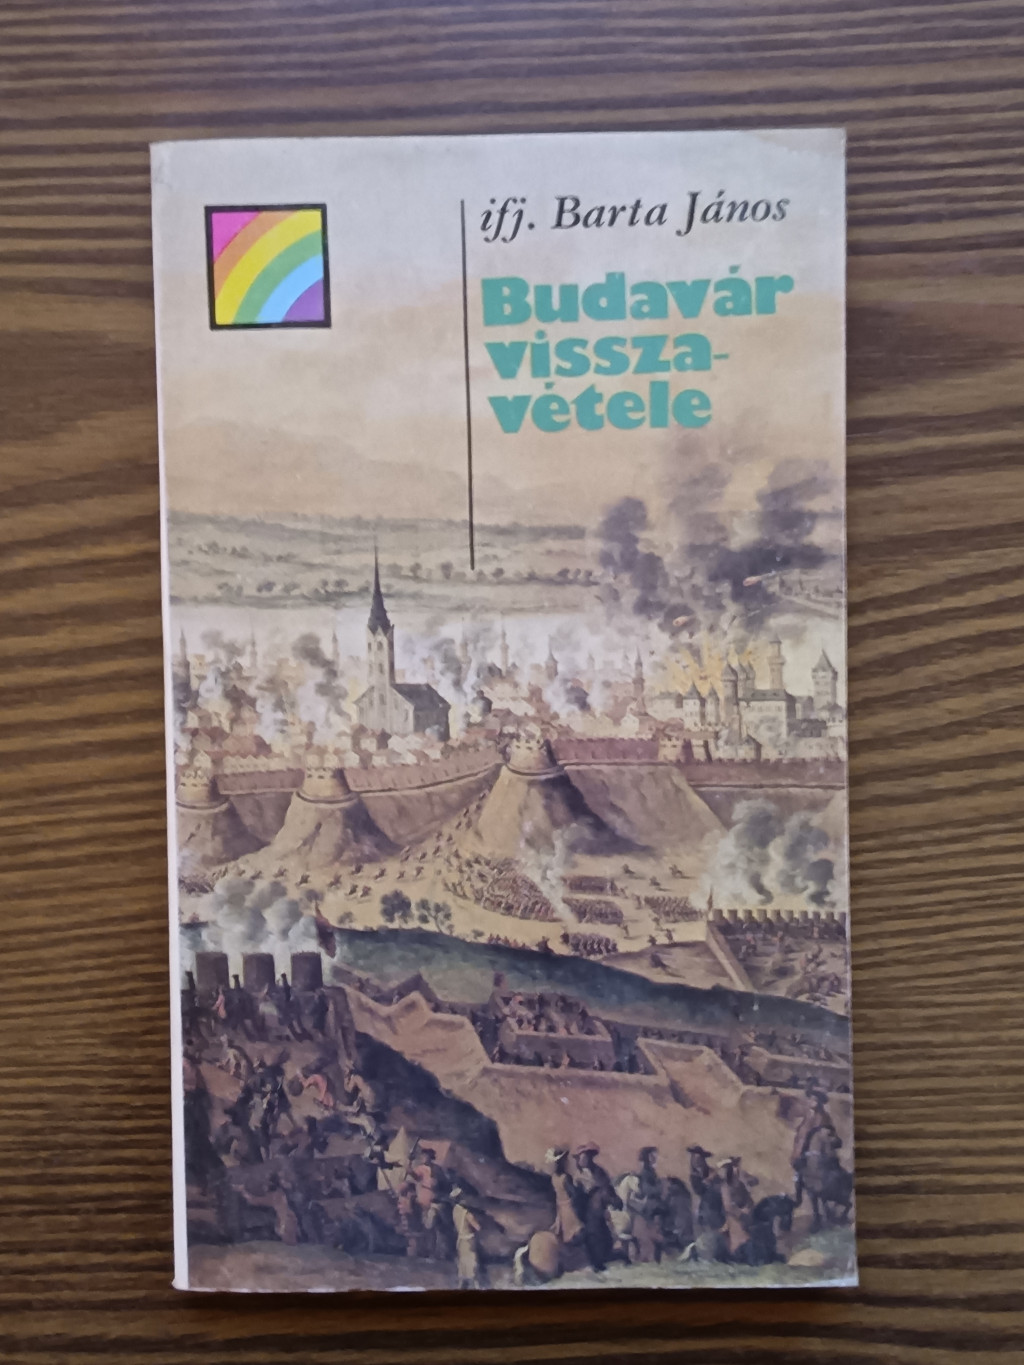 ifj. Barta János
Budavár
vissza-
vétele